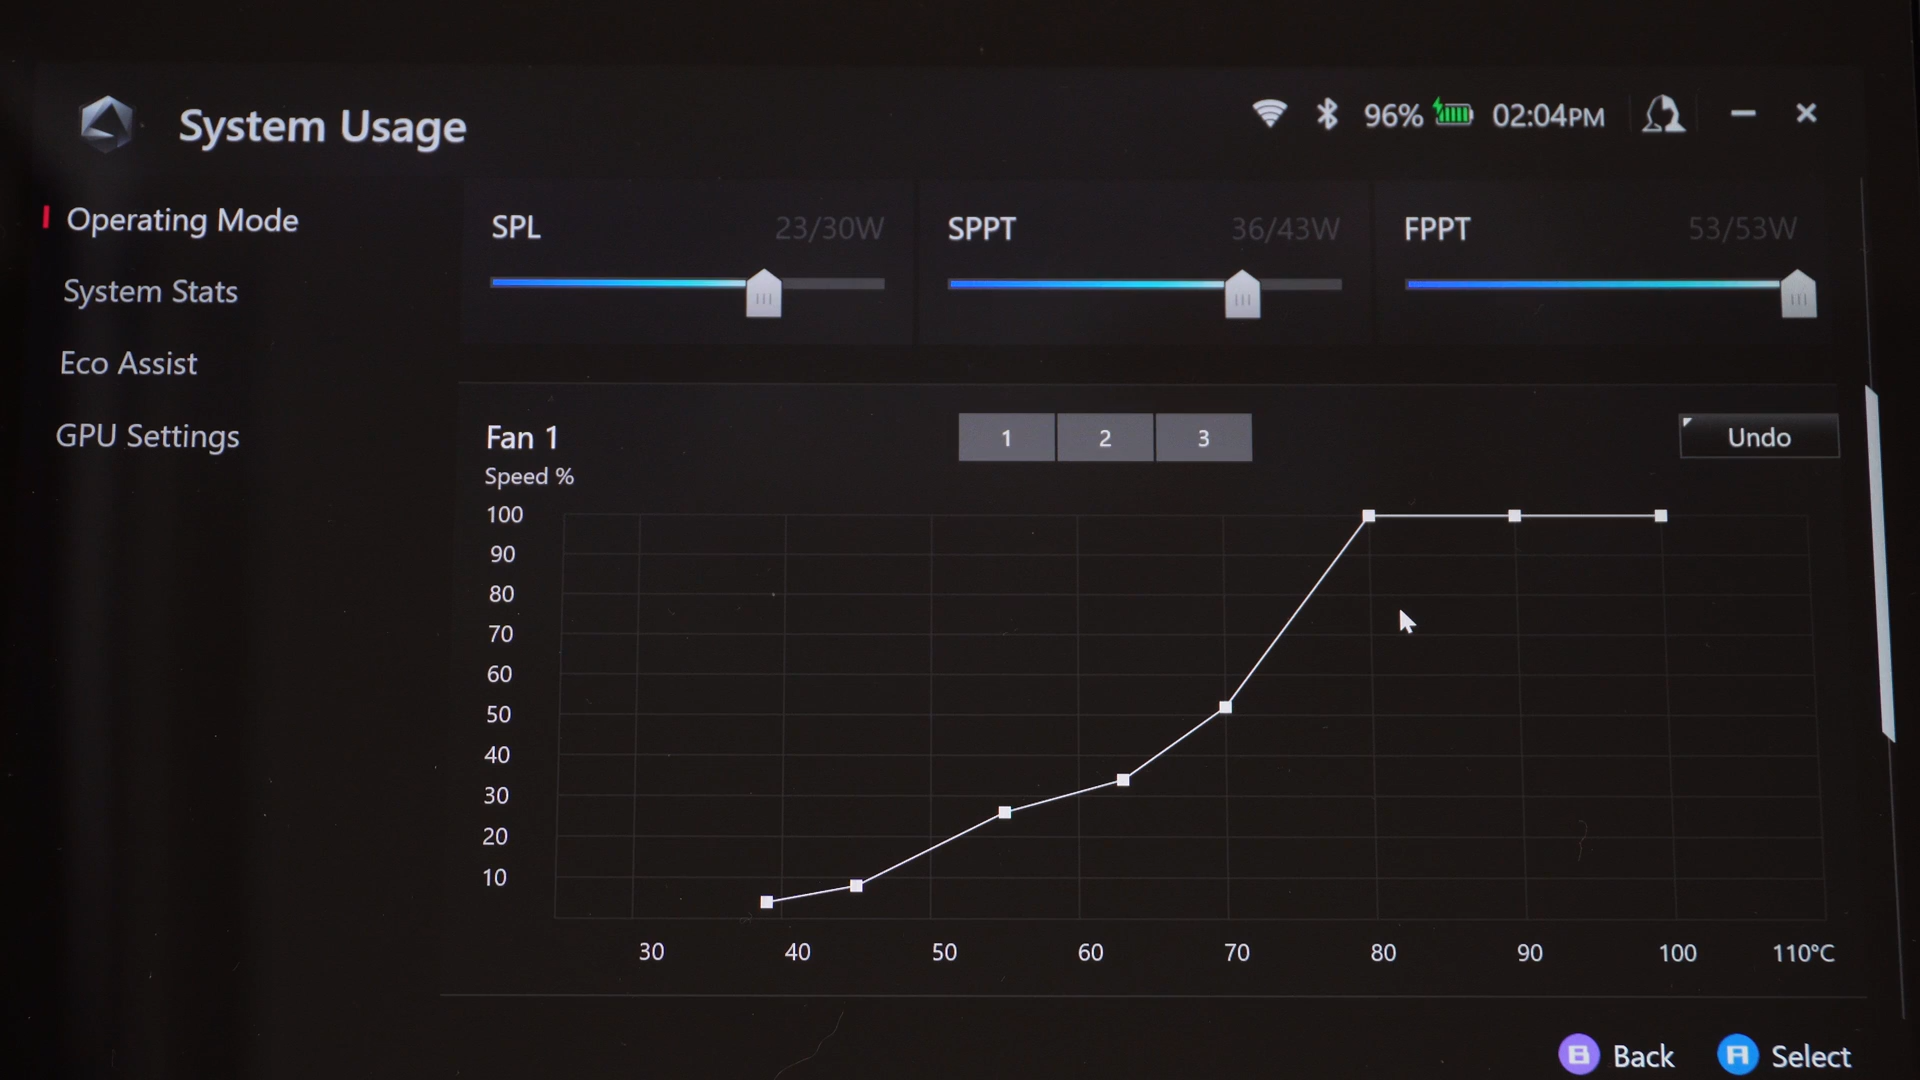 System Usage
96% 02:04PM
Operating Mode
System Stats
Eco Assist
GPU Settings
SPL 23/30W
SPPT 36/43W
FPPT 53/53W
Fan 1
1 2 3
Undo
Speed %
100
90
80
70
60
50
40
30
20
10
30 40 50 60 70 80 90 100 110°C
B Back A Select